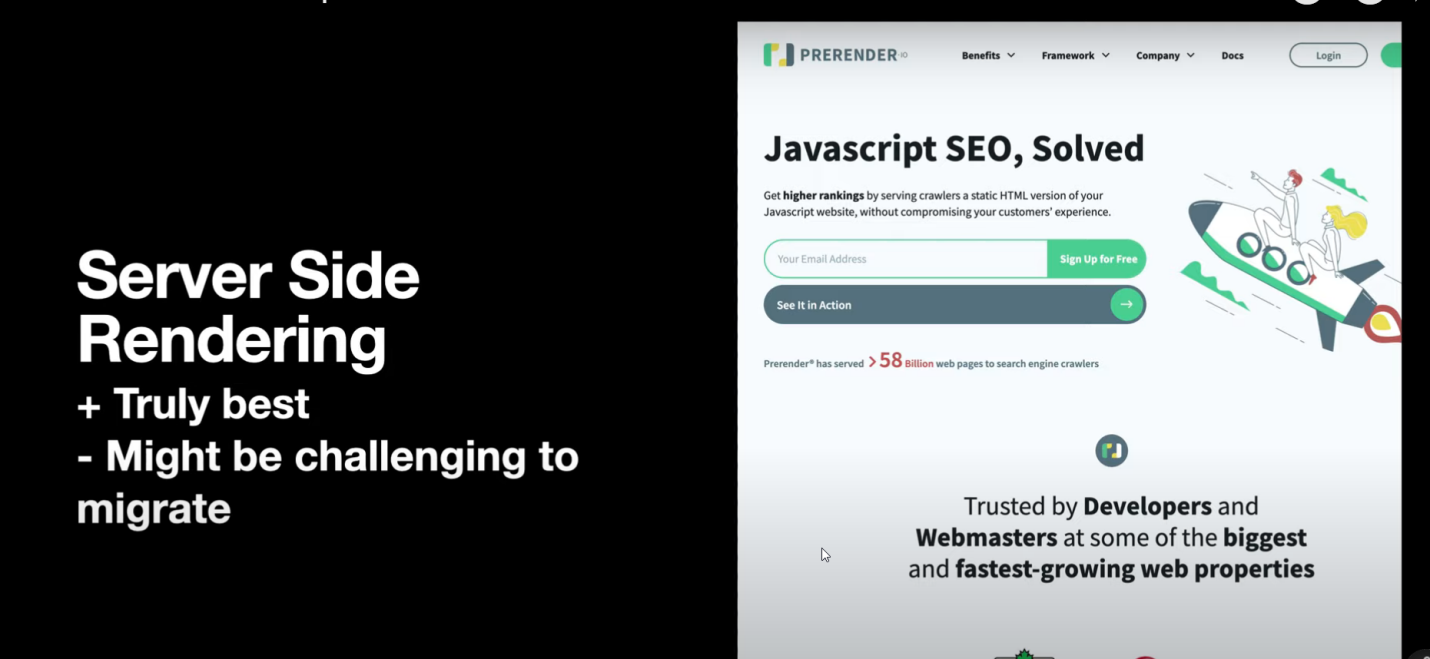 Server Side
Rendering
+ Truly best
- Might be challenging to
migrate
PRERENDER.IO
Benefits
Framework
Company
Docs
Login
Javascript SEO, Solved
Get higher rankings by serving crawlers a static HTML version of your
Javascript website, without compromising your customers' experience.
Your Email Address
Sign Up for Free
See It in Action
Prerender® has served >58 Billion web pages to search engine crawlers
Trusted by Developers and
Webmasters at some of the biggest
and fastest-growing web properties